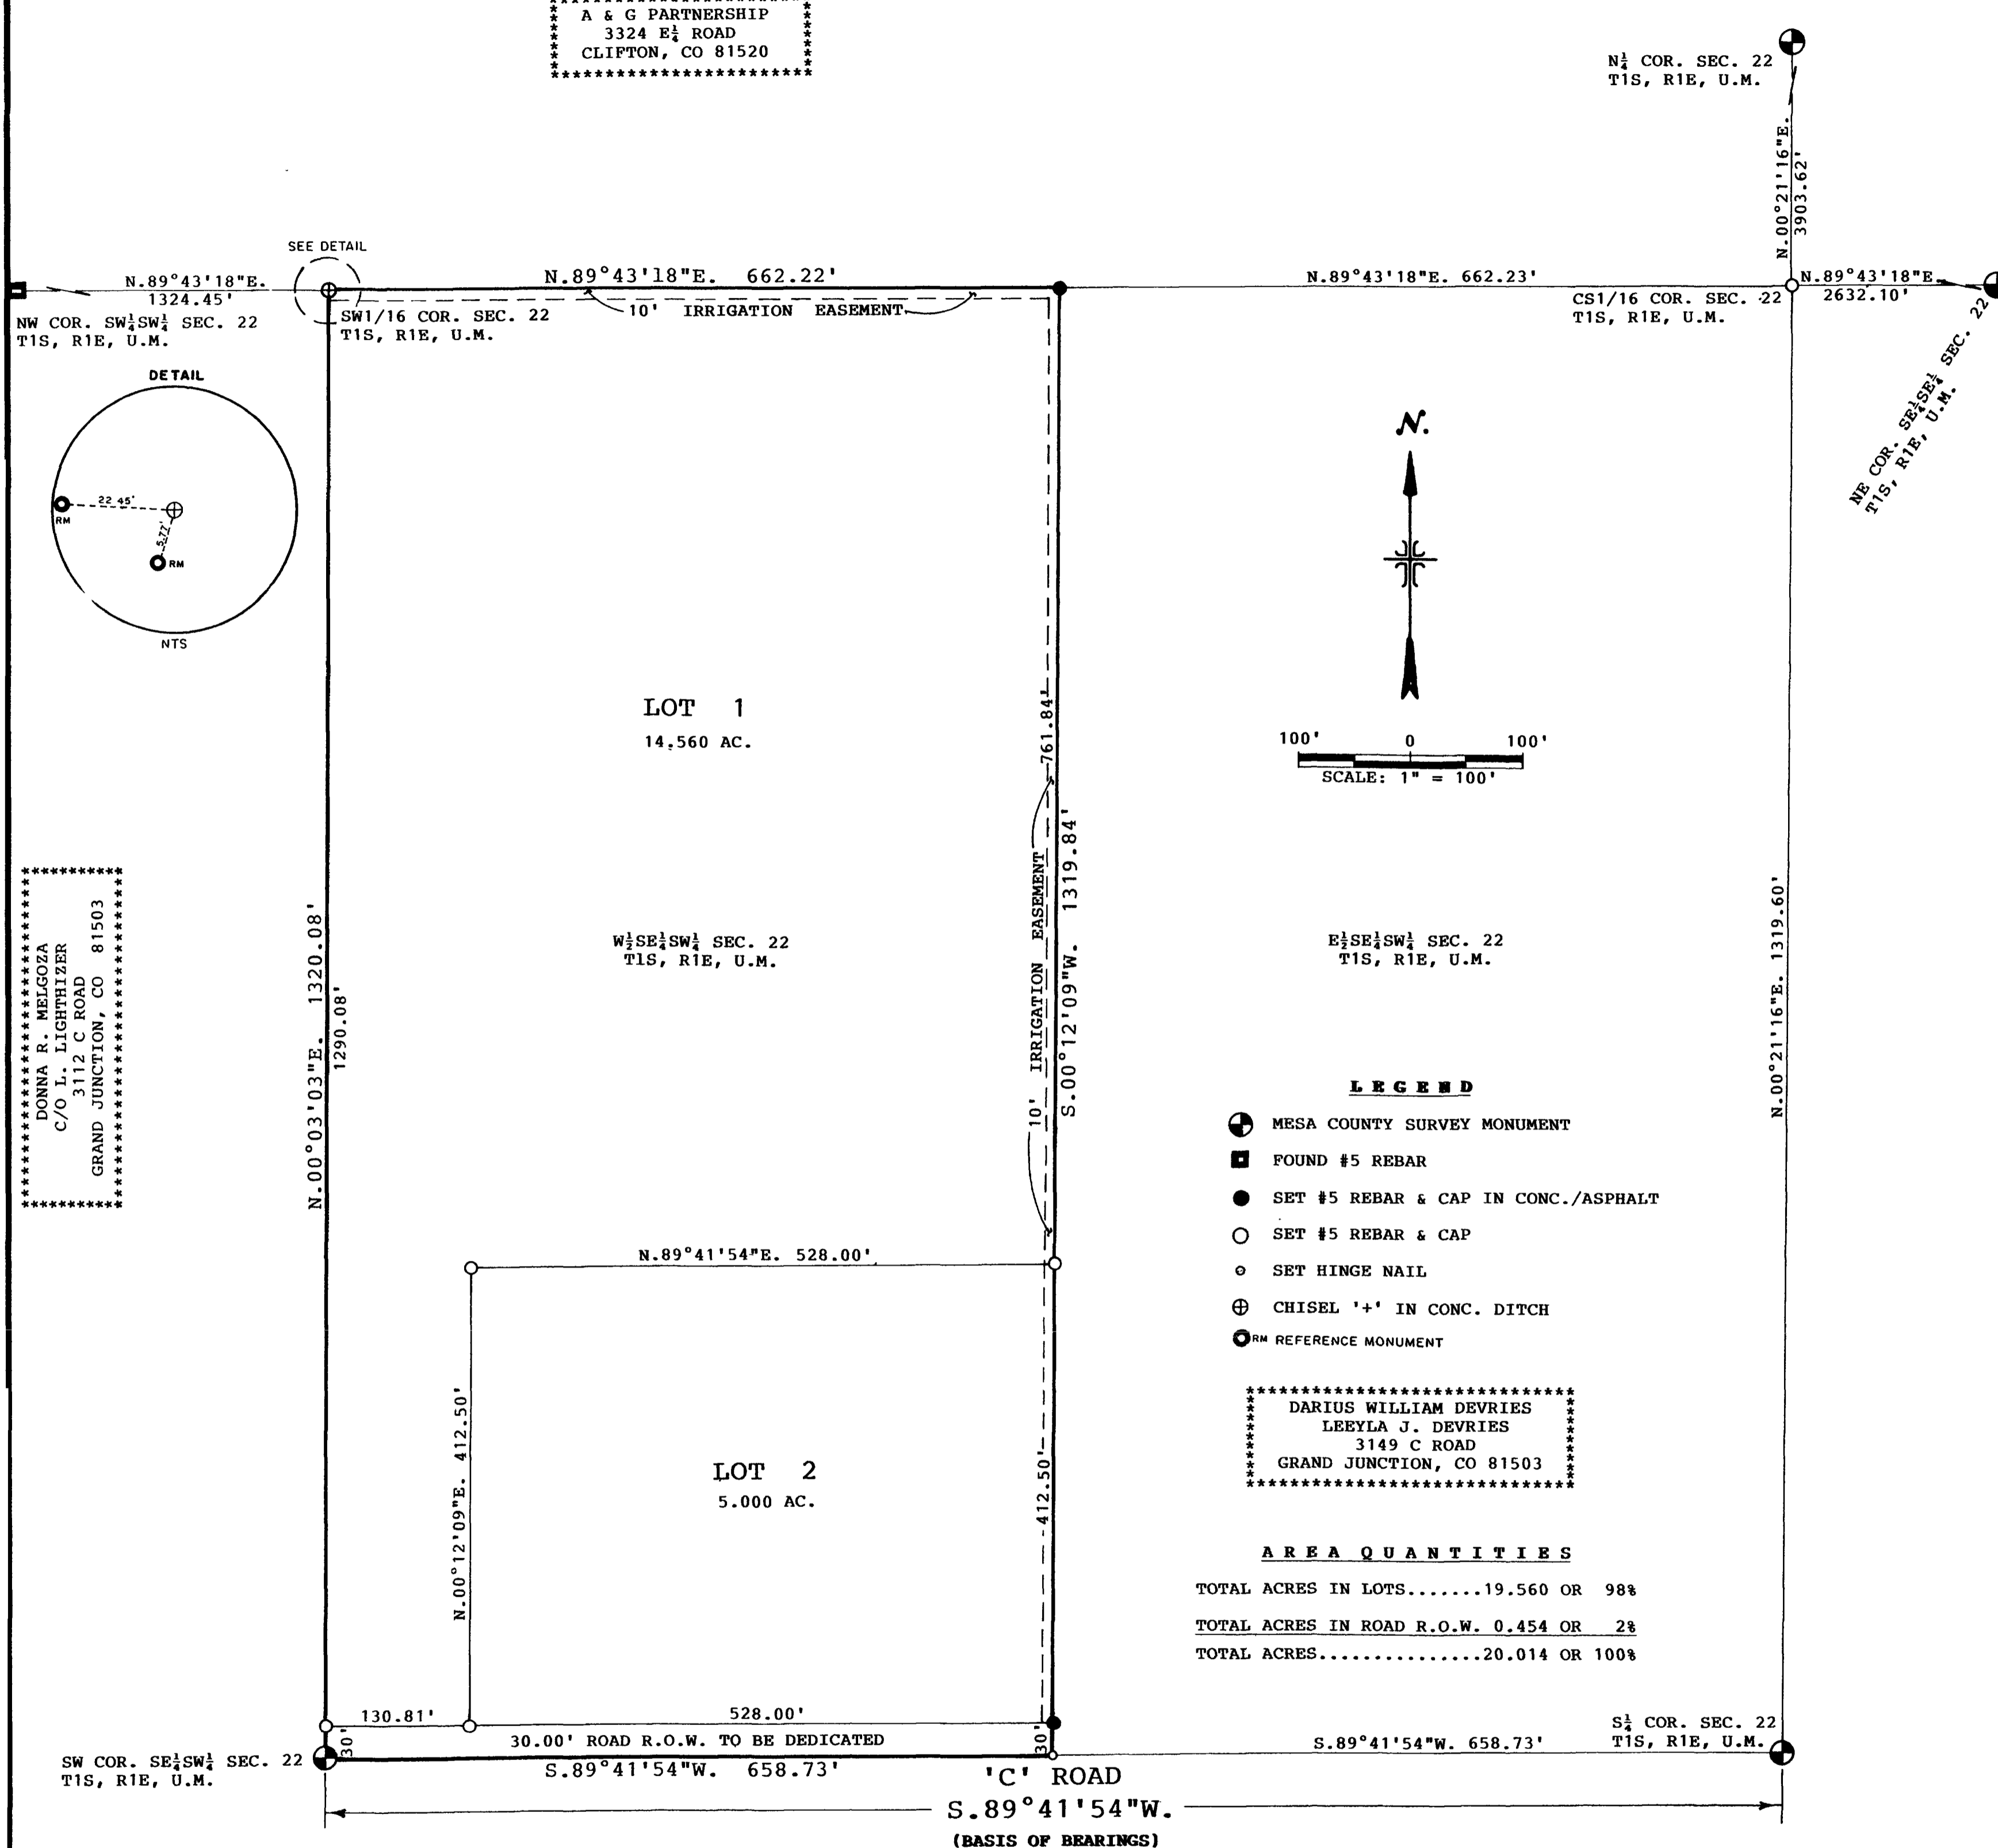 A & G PARTNERSHIP
3324 E¼ ROAD
CLIFTON, CO 81520
N¼ COR. SEC. 22
T1S, R1E, U.M.
N.00°21'16"E.
3903.62'
SEE DETAIL
N.89°43'18"E.
1324.45'
N.89°43'18"E. 662.22'
N.89°43'18"E. 662.23'
N.89°43'18"E.
2632.10'
NW COR. SW¼SW¼ SEC. 22
T1S, R1E, U.M.
SW1/16 COR. SEC. 22
T1S, R1E, U.M.
10' IRRIGATION EASEMENT
CS1/16 COR. SEC. 22
T1S, R1E, U.M.
NE COR. SE¼SE¼ SEC. 22
T1S, R1E, U.M.
DETAIL
22.45'
RM
5.77'
RM
NTS
N.
LOT 1
14.560 AC.
761.84'
100' 0 100'
SCALE: 1" = 100'
DONNA R. MELGOZA
C/O L. LIGHTHIZER
3112 C ROAD
GRAND JUNCTION, CO 81503
N.00°03'03"E. 1320.08'
1290.08'
W½SE¼SW¼ SEC. 22
T1S, R1E, U.M.
10' IRRIGATION EASEMENT
S.00°12'09"W. 1319.84'
E½SE¼SW¼ SEC. 22
T1S, R1E, U.M.
N.00°21'16"E. 1319.60'
LEGEND
MESA COUNTY SURVEY MONUMENT
FOUND #5 REBAR
SET #5 REBAR & CAP IN CONC./ASPHALT
SET #5 REBAR & CAP
SET HINGE NAIL
CHISEL '+' IN CONC. DITCH
RM REFERENCE MONUMENT
N.89°41'54"E. 528.00'
N.00°12'09"E. 412.50'
LOT 2
5.000 AC.
412.50'
DARIUS WILLIAM DEVRIES
LEEYLA J. DEVRIES
3149 C ROAD
GRAND JUNCTION, CO 81503
AREA QUANTITIES
TOTAL ACRES IN LOTS.......19.560 OR 98%
TOTAL ACRES IN ROAD R.O.W. 0.454 OR 2%
TOTAL ACRES...............20.014 OR 100%
130.81'
528.00'
30'
30.00' ROAD R.O.W. TO BE DEDICATED
30'
SW COR. SE¼SW¼ SEC. 22
T1S, R1E, U.M.
S.89°41'54"W. 658.73'
S.89°41'54"W. 658.73'
S¼ COR. SEC. 22
T1S, R1E, U.M.
'C' ROAD
S.89°41'54"W.
(BASIS OF BEARINGS)